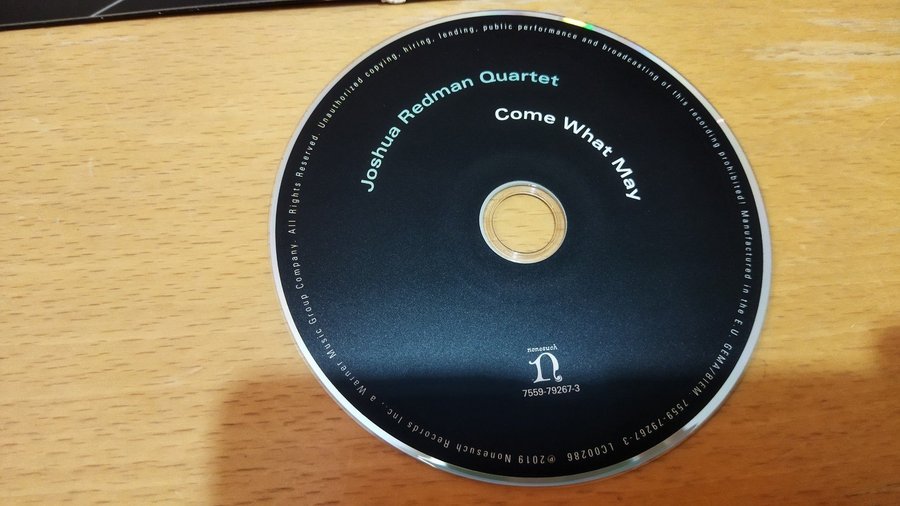 Joshua Redman Quartet
Come What May
nonesuch
7559-79267-3
℗ 2019 Nonesuch Records Inc., a Warner Music Group Company. All Rights Reserved. Unauthorized copying, hiring, lending, public performance and broadcasting of this recording prohibited! Manufactured in the E.U. GEMA/BIEM 7559-79267-3 LC00286